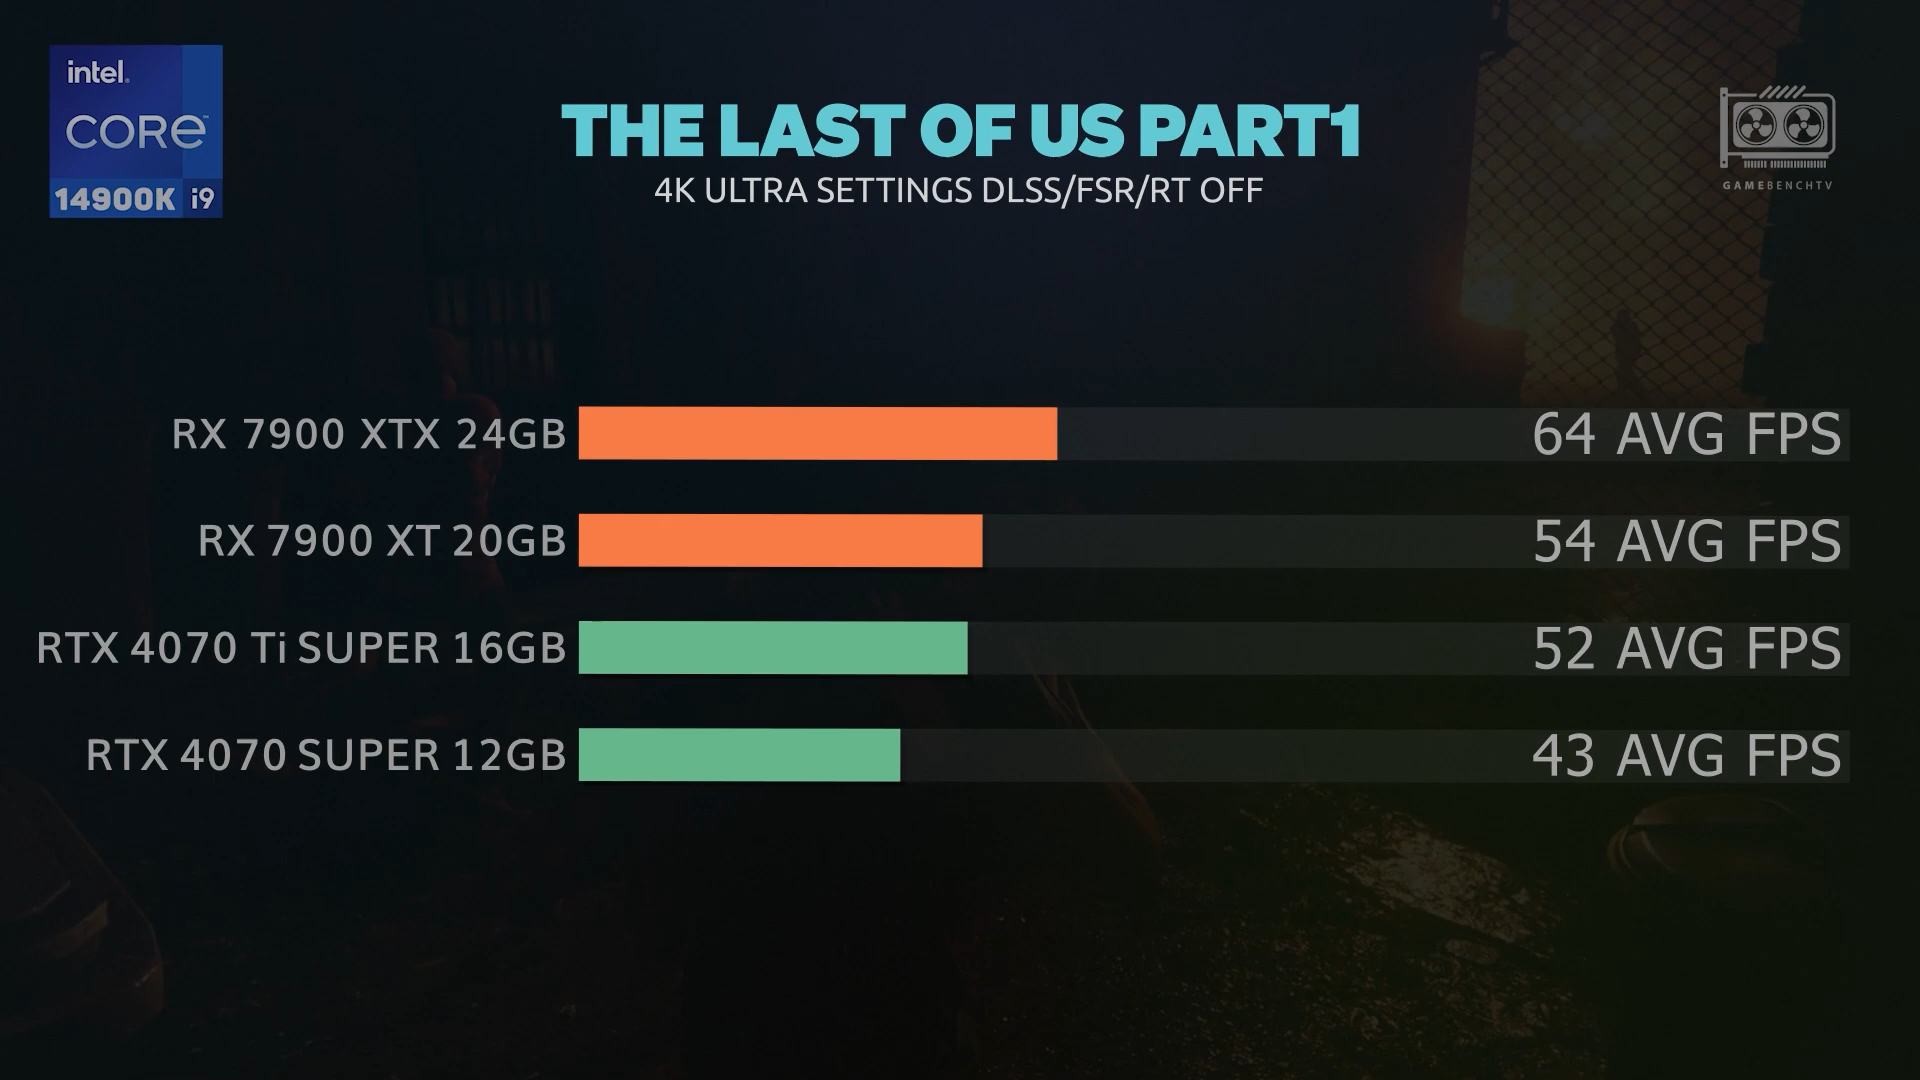 intel.
CORE™
14900K i9
THE LAST OF US PART1
4K ULTRA SETTINGS DLSS/FSR/RT OFF
GAMEBENCHTV
RX 7900 XTX 24GB 64 AVG FPS
RX 7900 XT 20GB 54 AVG FPS
RTX 4070 Ti SUPER 16GB 52 AVG FPS
RTX 4070 SUPER 12GB 43 AVG FPS